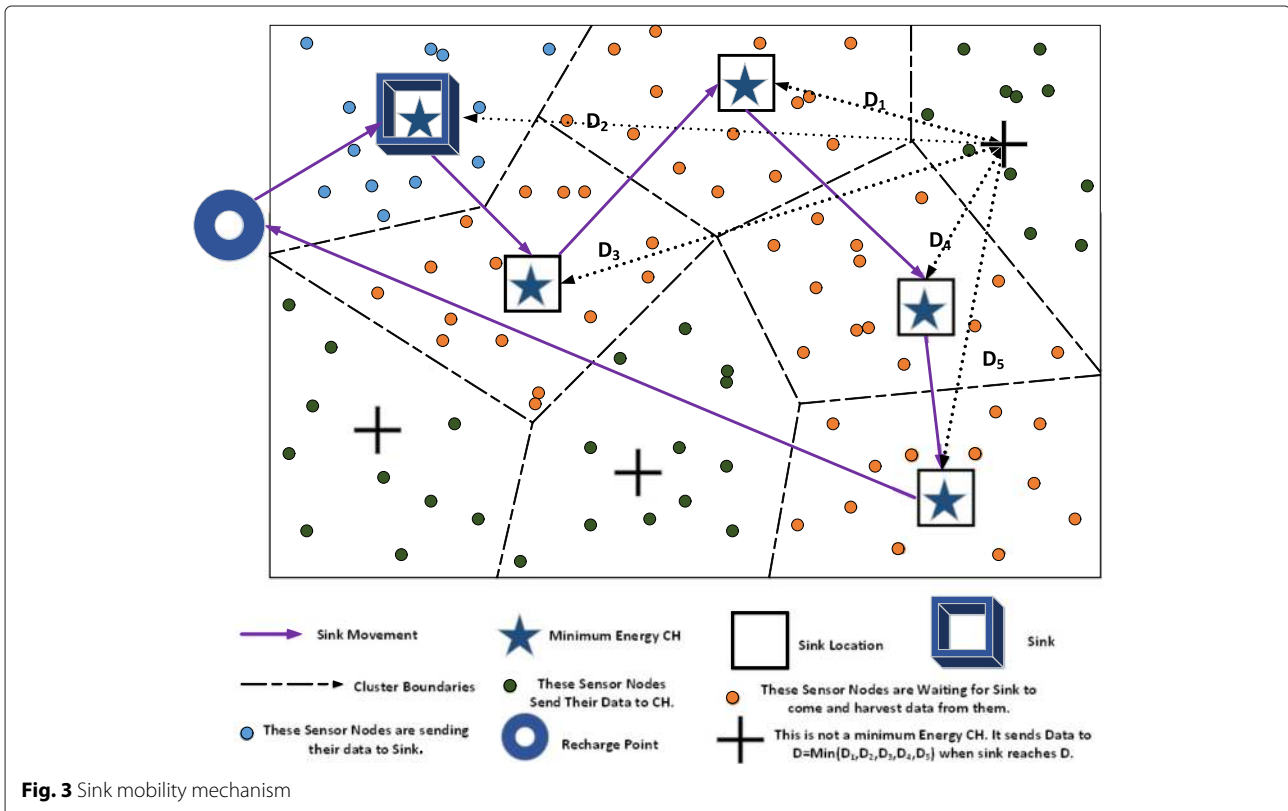 D1
D2
D3
D4
D5
Sink Movement
Minimum Energy CH
Sink Location
Sink
Cluster Boundaries
These Sensor Nodes
Send Their Data to CH.
These Sensor Nodes are Waiting for Sink to
come and harvest data from them.
These Sensor Nodes are sending
their data to Sink.
Recharge Point
This is not a minimum Energy CH. It sends Data to
D=Min(D1,D2,D3,D4,D5) when sink reaches D.
Fig. 3 Sink mobility mechanism